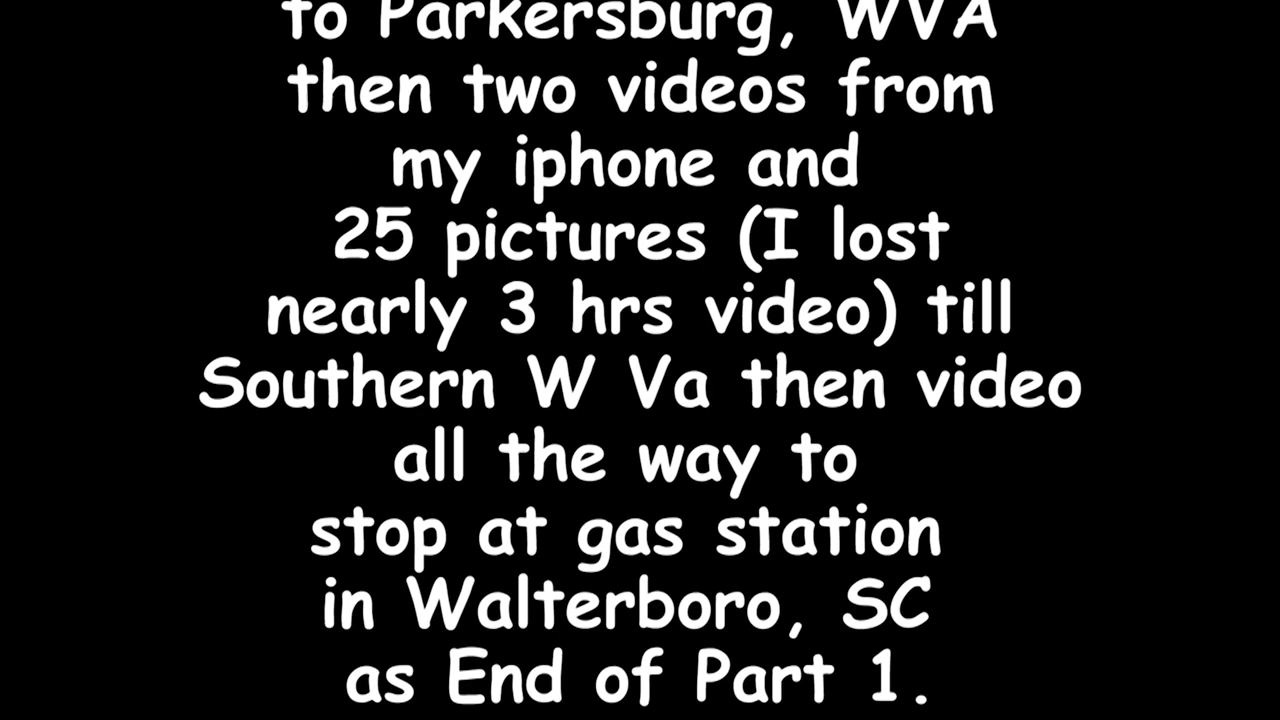 to Parkersburg, WVA
then two videos from
my iphone and
25 pictures (I lost
nearly 3 hrs video) till
Southern W Va then video
all the way to
stop at gas station
in Walterboro, SC
as End of Part 1.